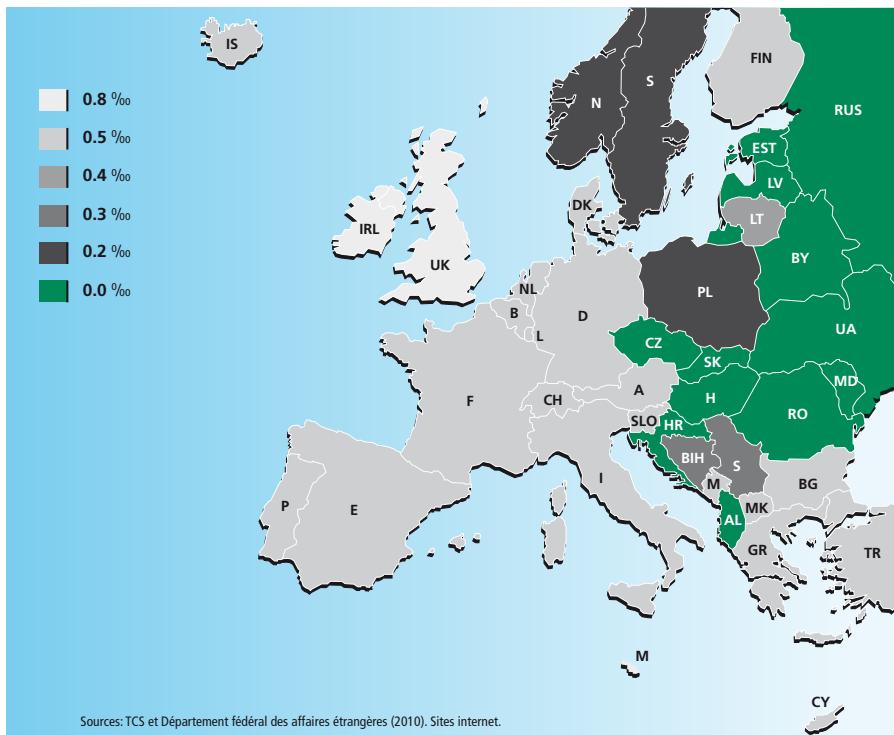 IS
FIN
0.8 ‰
0.5 ‰
0.4 ‰
0.3 ‰
0.2 ‰
0.0 ‰
N
S
RUS
EST
LV
LT
DK
IRL
UK
BY
NL
B
L
D
PL
UA
CZ
SK
MD
F
CH
A
H
RO
SLO
HR
BIH
S
M
BG
P
E
I
MK
AL
GR
TR
M
CY
Sources: TCS et Département fédéral des affaires étrangères (2010). Sites internet.